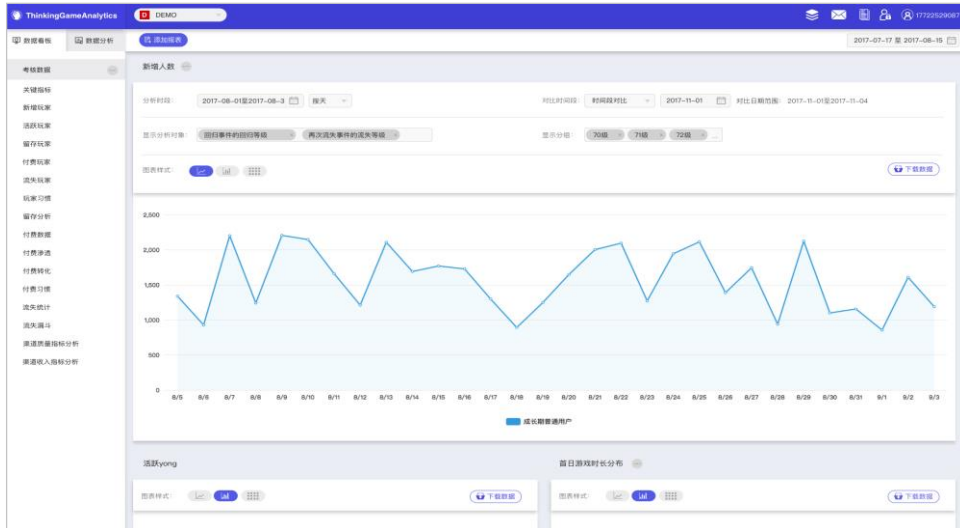 ThinkingGameAnalytics
D DEMO
17722529087
数据看板 数据分析
添加报表
2017-07-17 至 2017-08-15
考核数据
关键指标
新增玩家
活跃玩家
留存玩家
付费玩家
流失玩家
玩家习惯
留存分析
付费数据
付费渗透
付费转化
付费习惯
流失统计
流失漏斗
渠道质量指标分析
渠道收入指标分析
新增人数
分析时段: 2017-08-01至2017-08-3 按天
对比时间段: 时间段对比 2017-11-01 对比日期范围: 2017-11-01至2017-11-04
显示分析对象: 回归事件的回归等级 再次流失事件的流失等级
显示分组: 70级 71级 72级 ...
图表样式: 下载数据
2,500
2,000
1,500
1,000
500
0
8/5 8/6 8/7 8/8 8/9 8/10 8/11 8/12 8/13 8/14 8/15 8/16 8/17 8/18 8/19 8/20 8/21 8/22 8/23 8/24 8/25 8/26 8/27 8/28 8/29 8/30 8/31 9/1 9/2 9/3
成长期普通用户
活跃yong
图表样式: 下载数据
首日游戏时长分布
图表样式: 下载数据